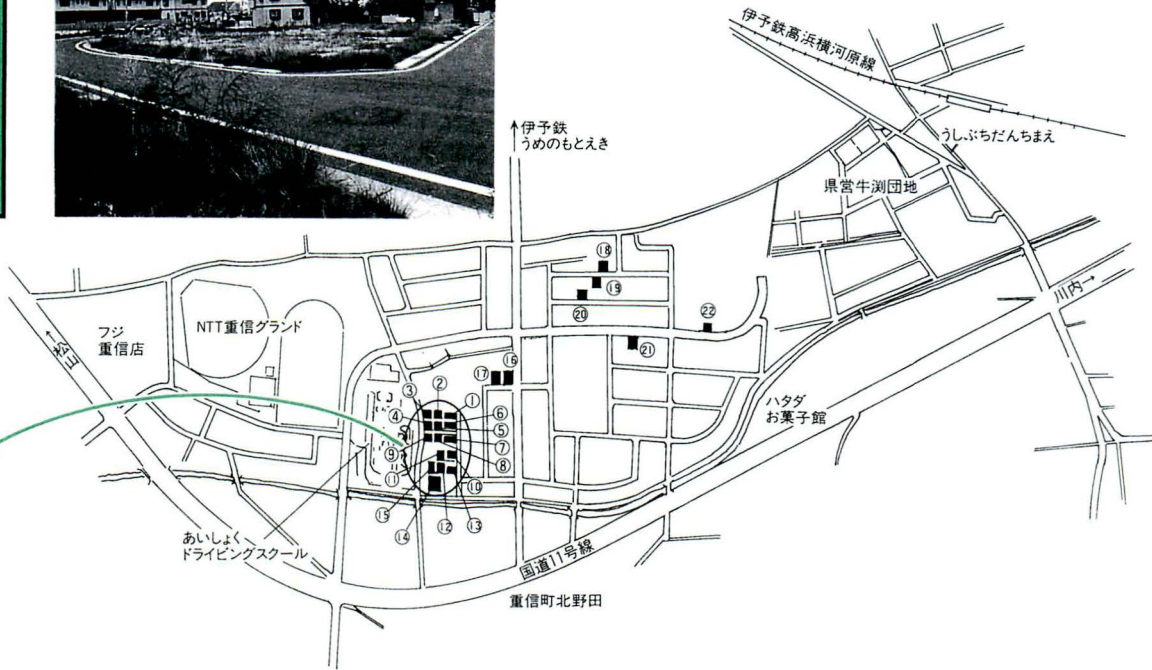 伊予鉄高浜横河原線
伊予鉄
うめのもとえき
うしぶちだんちまえ
県営牛渕団地
⑱
⑲
⑳
㉒
㉑
川内→
←松山
フジ
重信店
NTT重信グランド
⑰
⑯
③
②
①
④
⑥
⑤
⑦
⑧
⑨
⑪
⑩
⑮
⑭
⑫
⑬
ハタダ
お菓子館
あいしょく
ドライビングスクール
国道11号線
重信町北野田